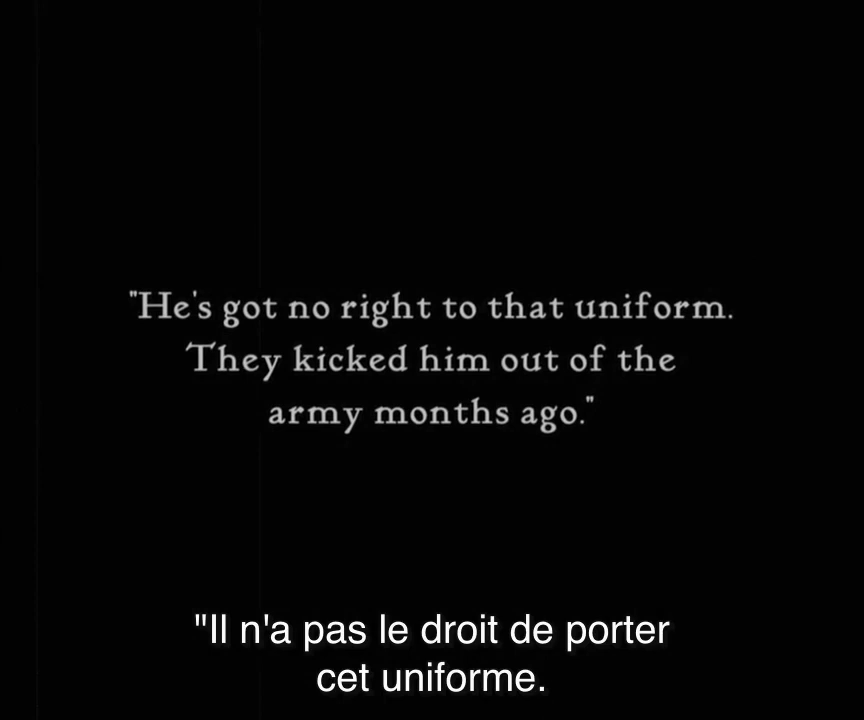 "He's got no right to that uniform.
They kicked him out of the
army months ago."
"Il n'a pas le droit de porter
cet uniforme.